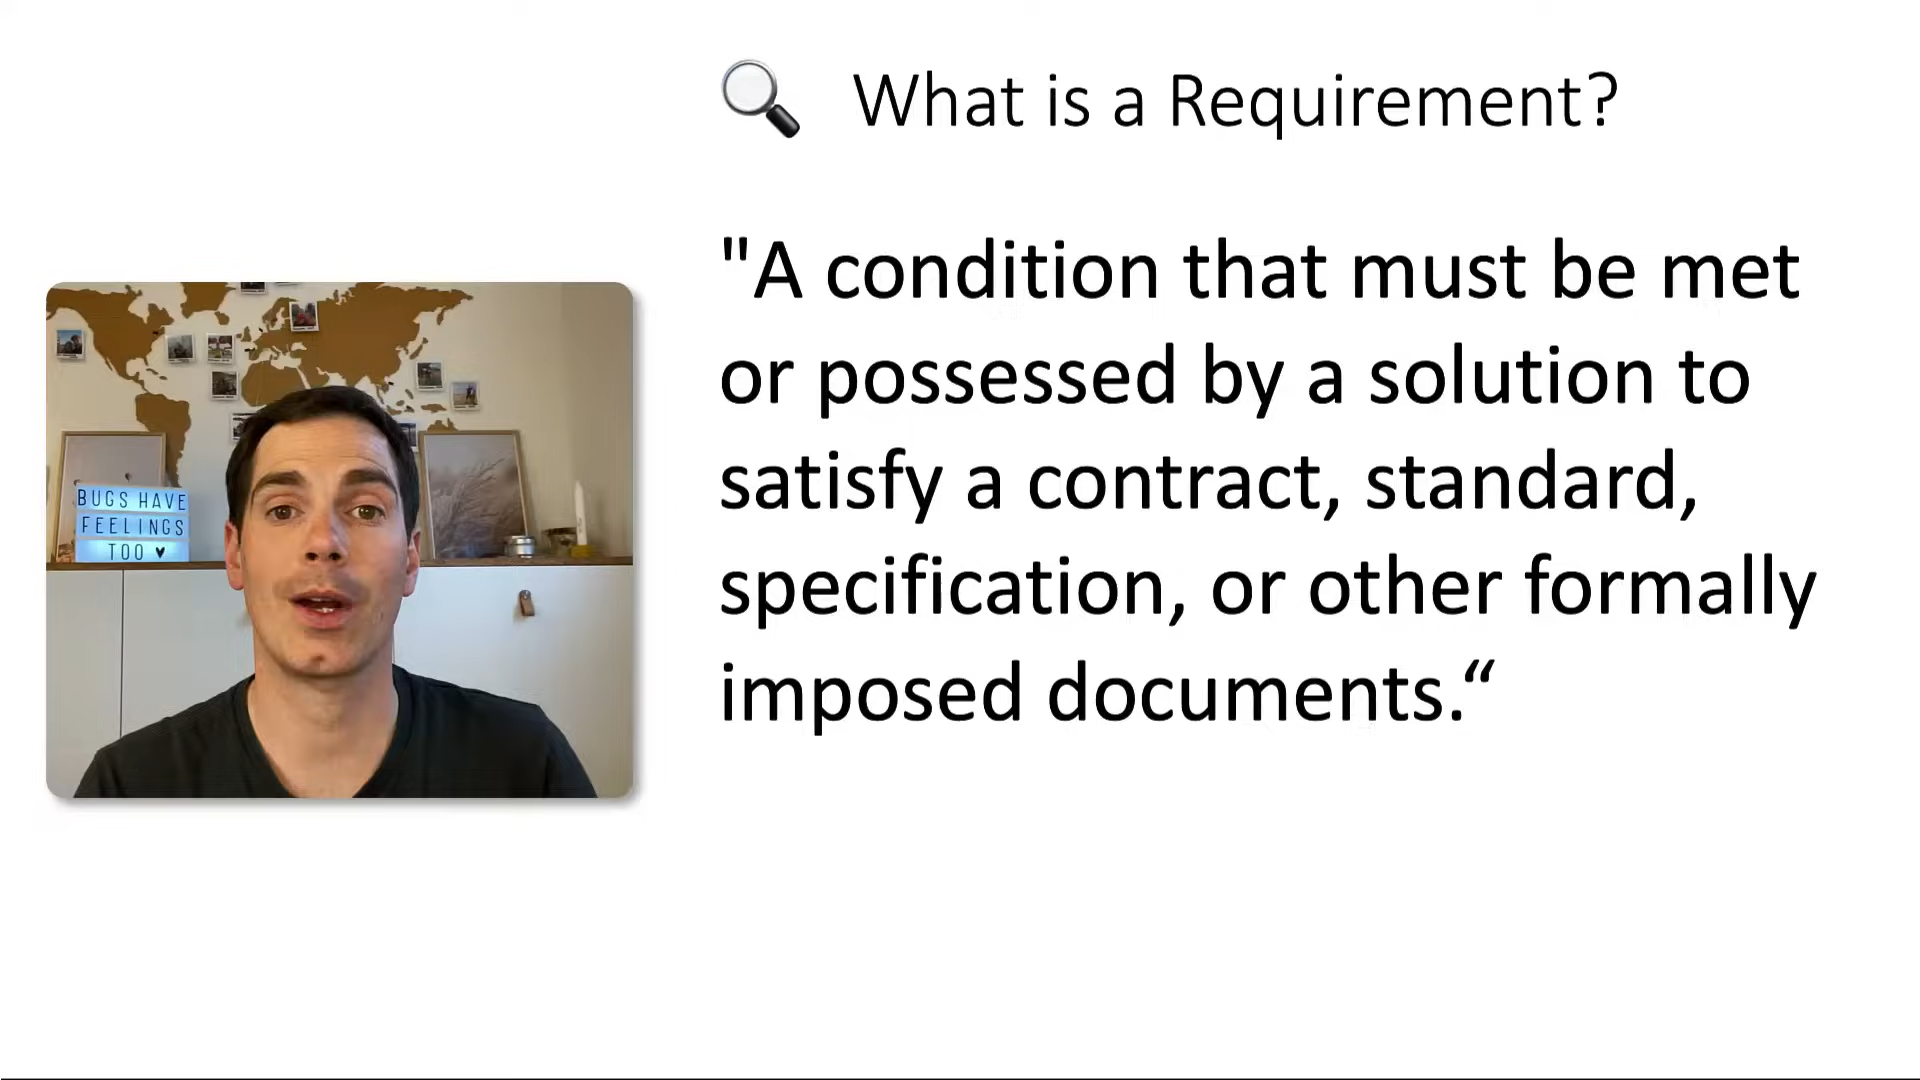 What is a Requirement?
"A condition that must be met
or possessed by a solution to
satisfy a contract, standard,
specification, or other formally
imposed documents.“
BUGS HAVE
FEELINGS
TOO ♥